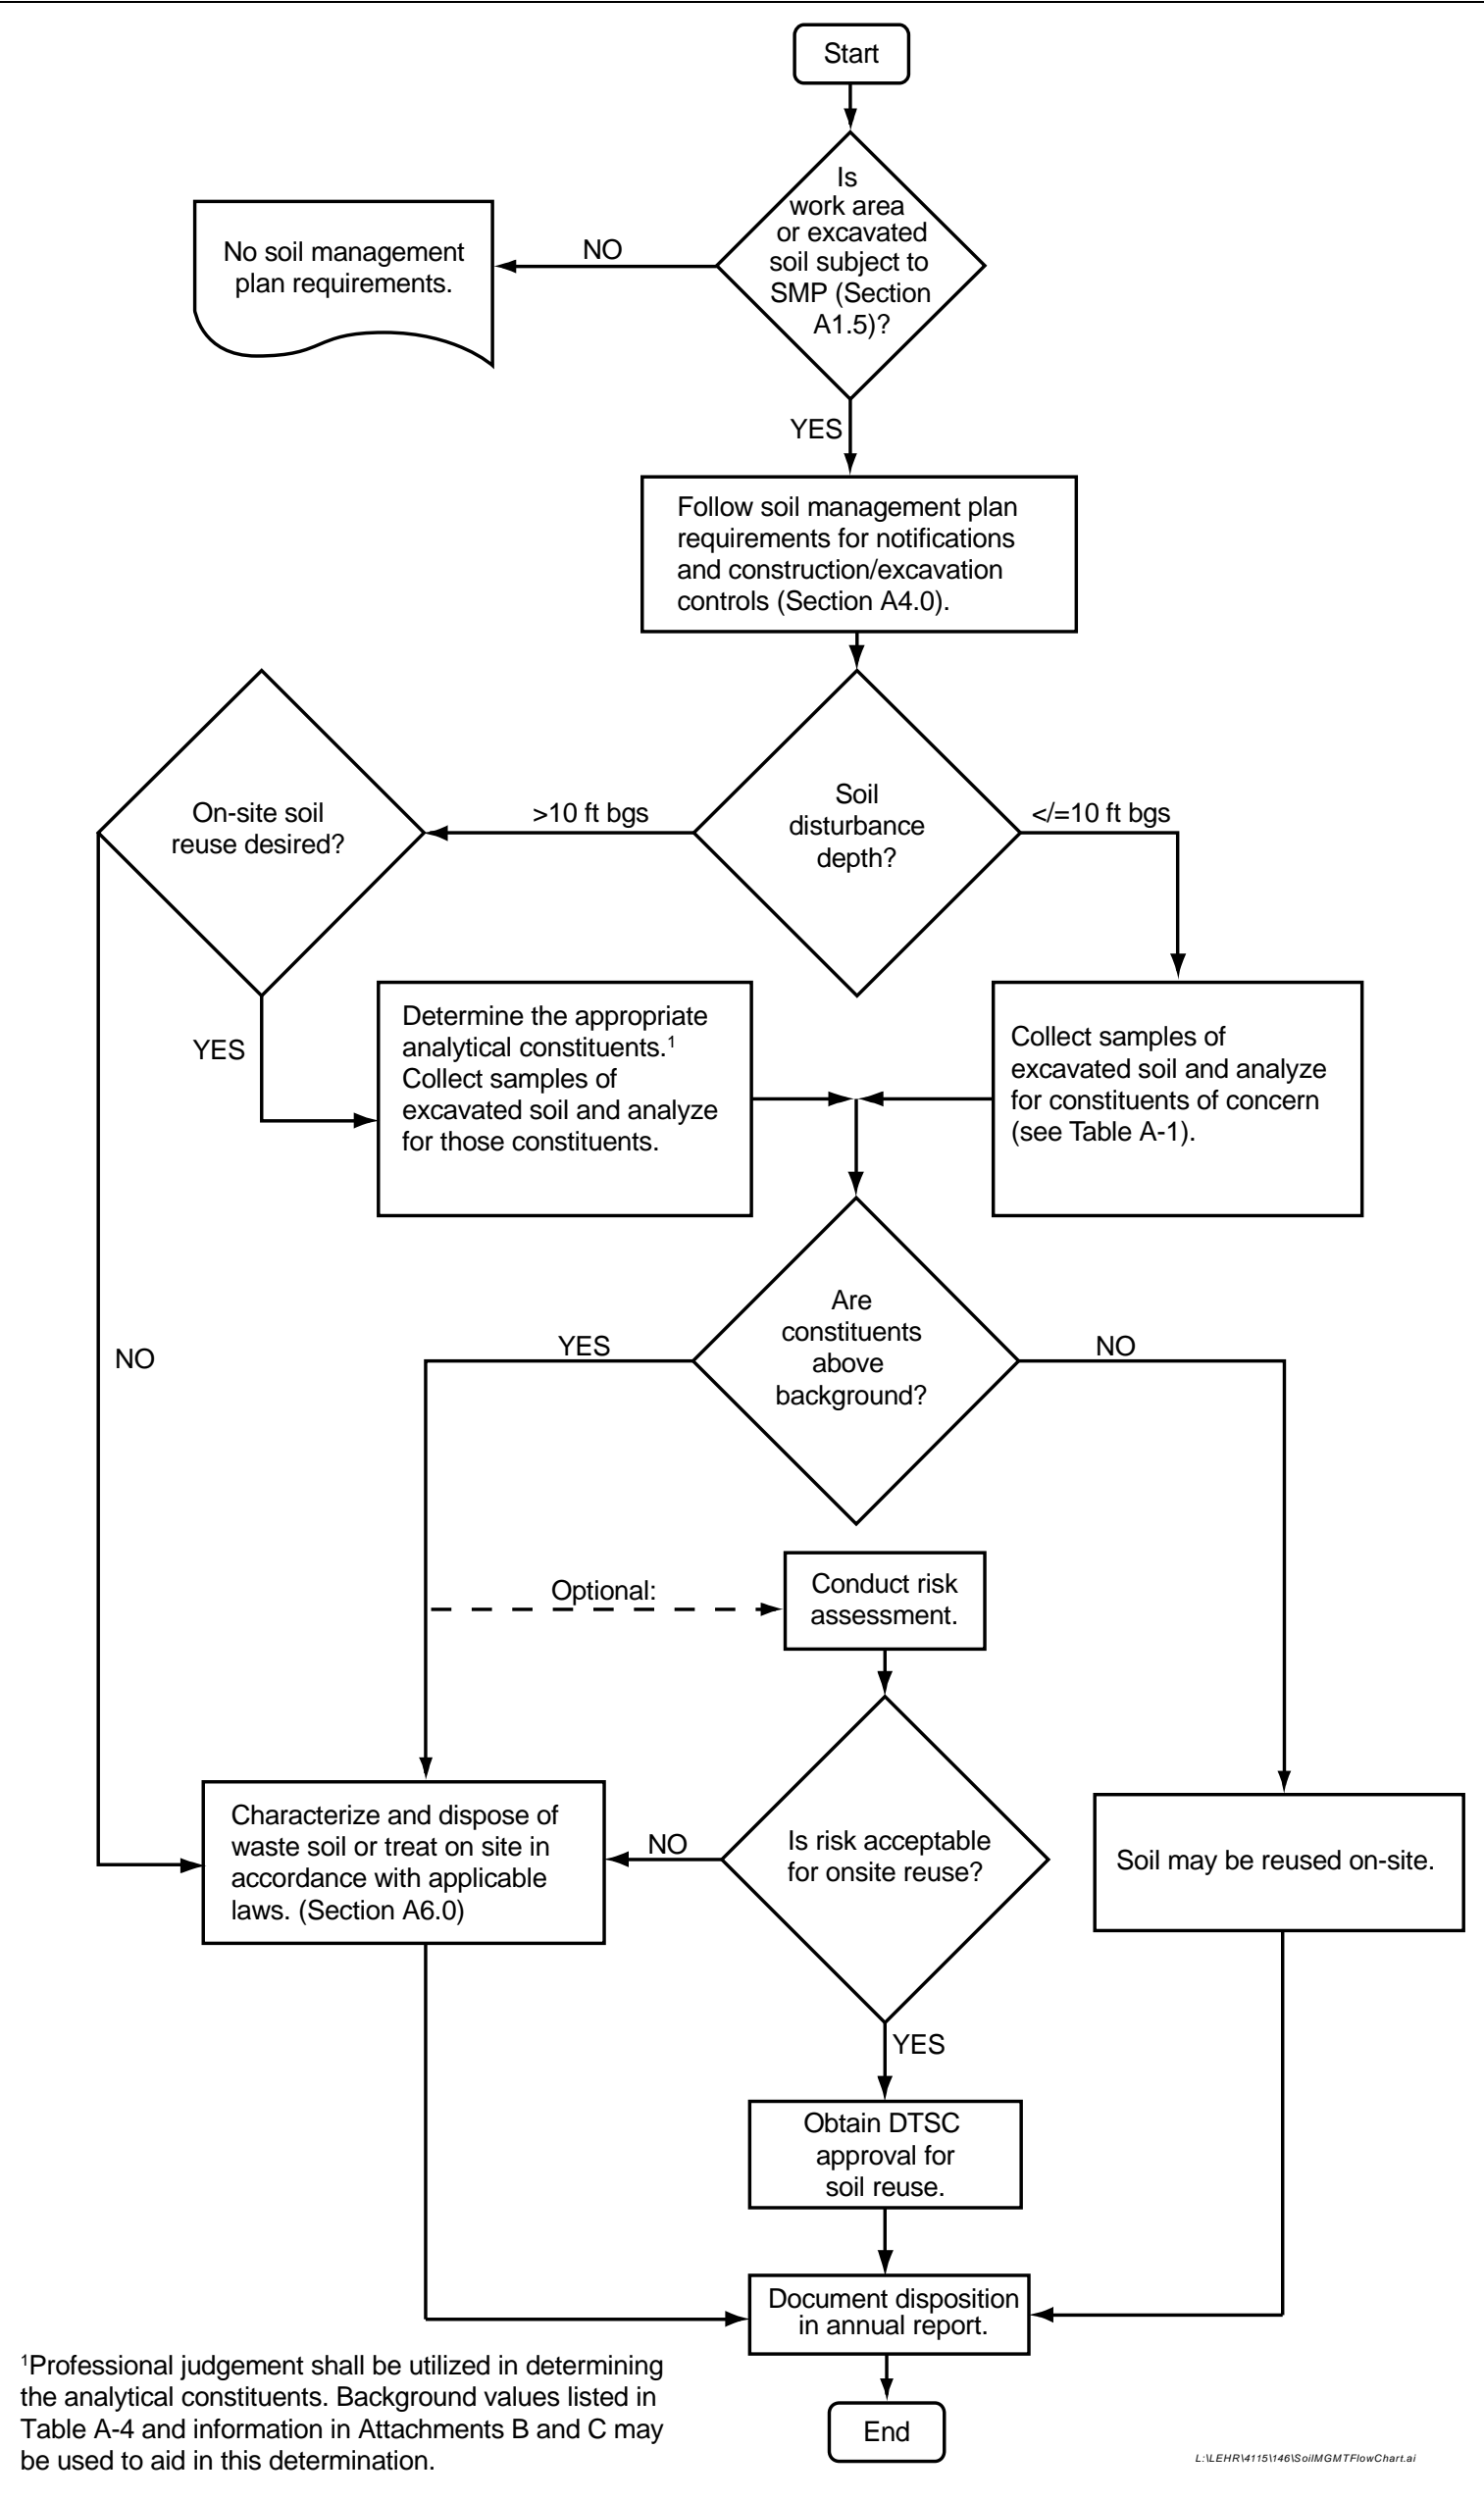 Start
Is
work area
or excavated
soil subject to
SMP (Section
A1.5)?
NO
No soil management
plan requirements.
YES
Follow soil management plan
requirements for notifications
and construction/excavation
controls (Section A4.0).
Soil
disturbance
depth?
>10 ft bgs
</=10 ft bgs
On-site soil
reuse desired?
YES
Determine the appropriate
analytical constituents.¹
Collect samples of
excavated soil and analyze
for those constituents.
Collect samples of
excavated soil and analyze
for constituents of concern
(see Table A-1).
NO
Are
constituents
above
background?
YES
NO
Optional:
Conduct risk
assessment.
Characterize and dispose of
waste soil or treat on site in
accordance with applicable
laws. (Section A6.0)
NO
Is risk acceptable
for onsite reuse?
Soil may be reused on-site.
YES
Obtain DTSC
approval for
soil reuse.
Document disposition
in annual report.
End
¹Professional judgement shall be utilized in determining
the analytical constituents. Background values listed in
Table A-4 and information in Attachments B and C may
be used to aid in this determination.
L:\LEHR\4115\146\SoilMGMTFlowChart.ai